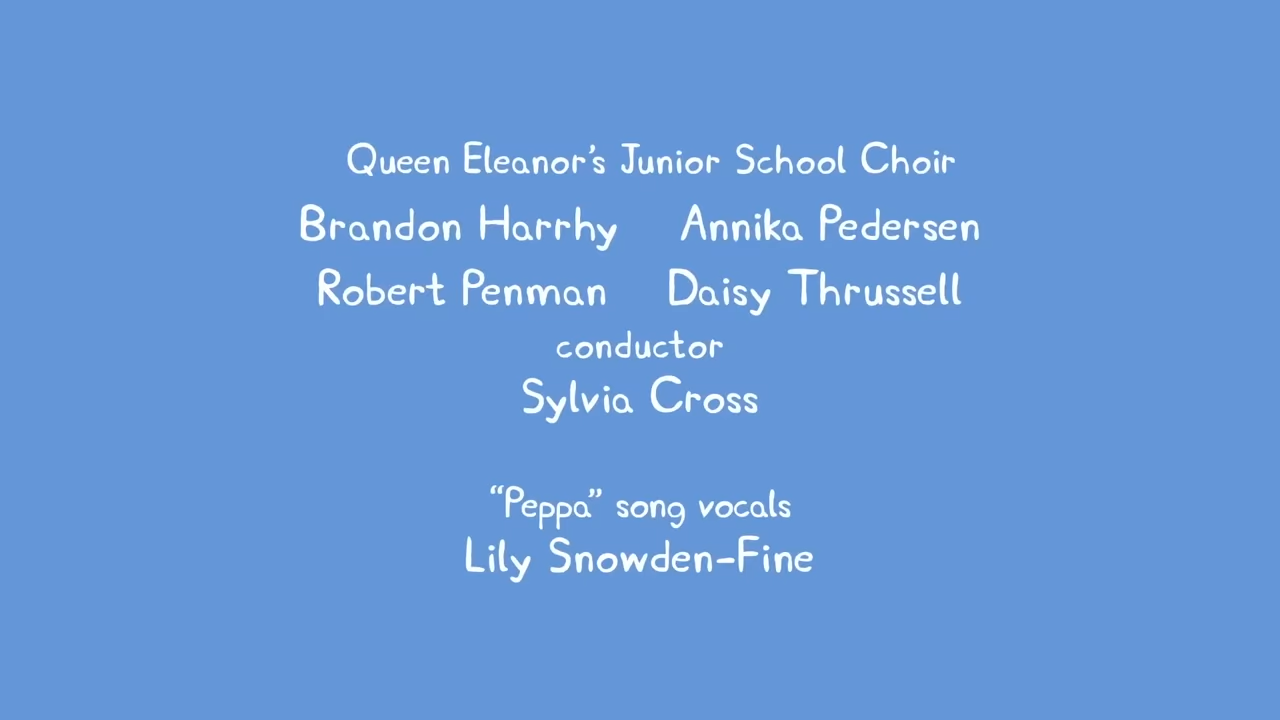 Queen Eleanor's Junior School Choir
Brandon Harrhy Annika Pedersen
Robert Penman Daisy Thrussell
conductor
Sylvia Cross
“Peppa” song vocals
Lily Snowden-Fine